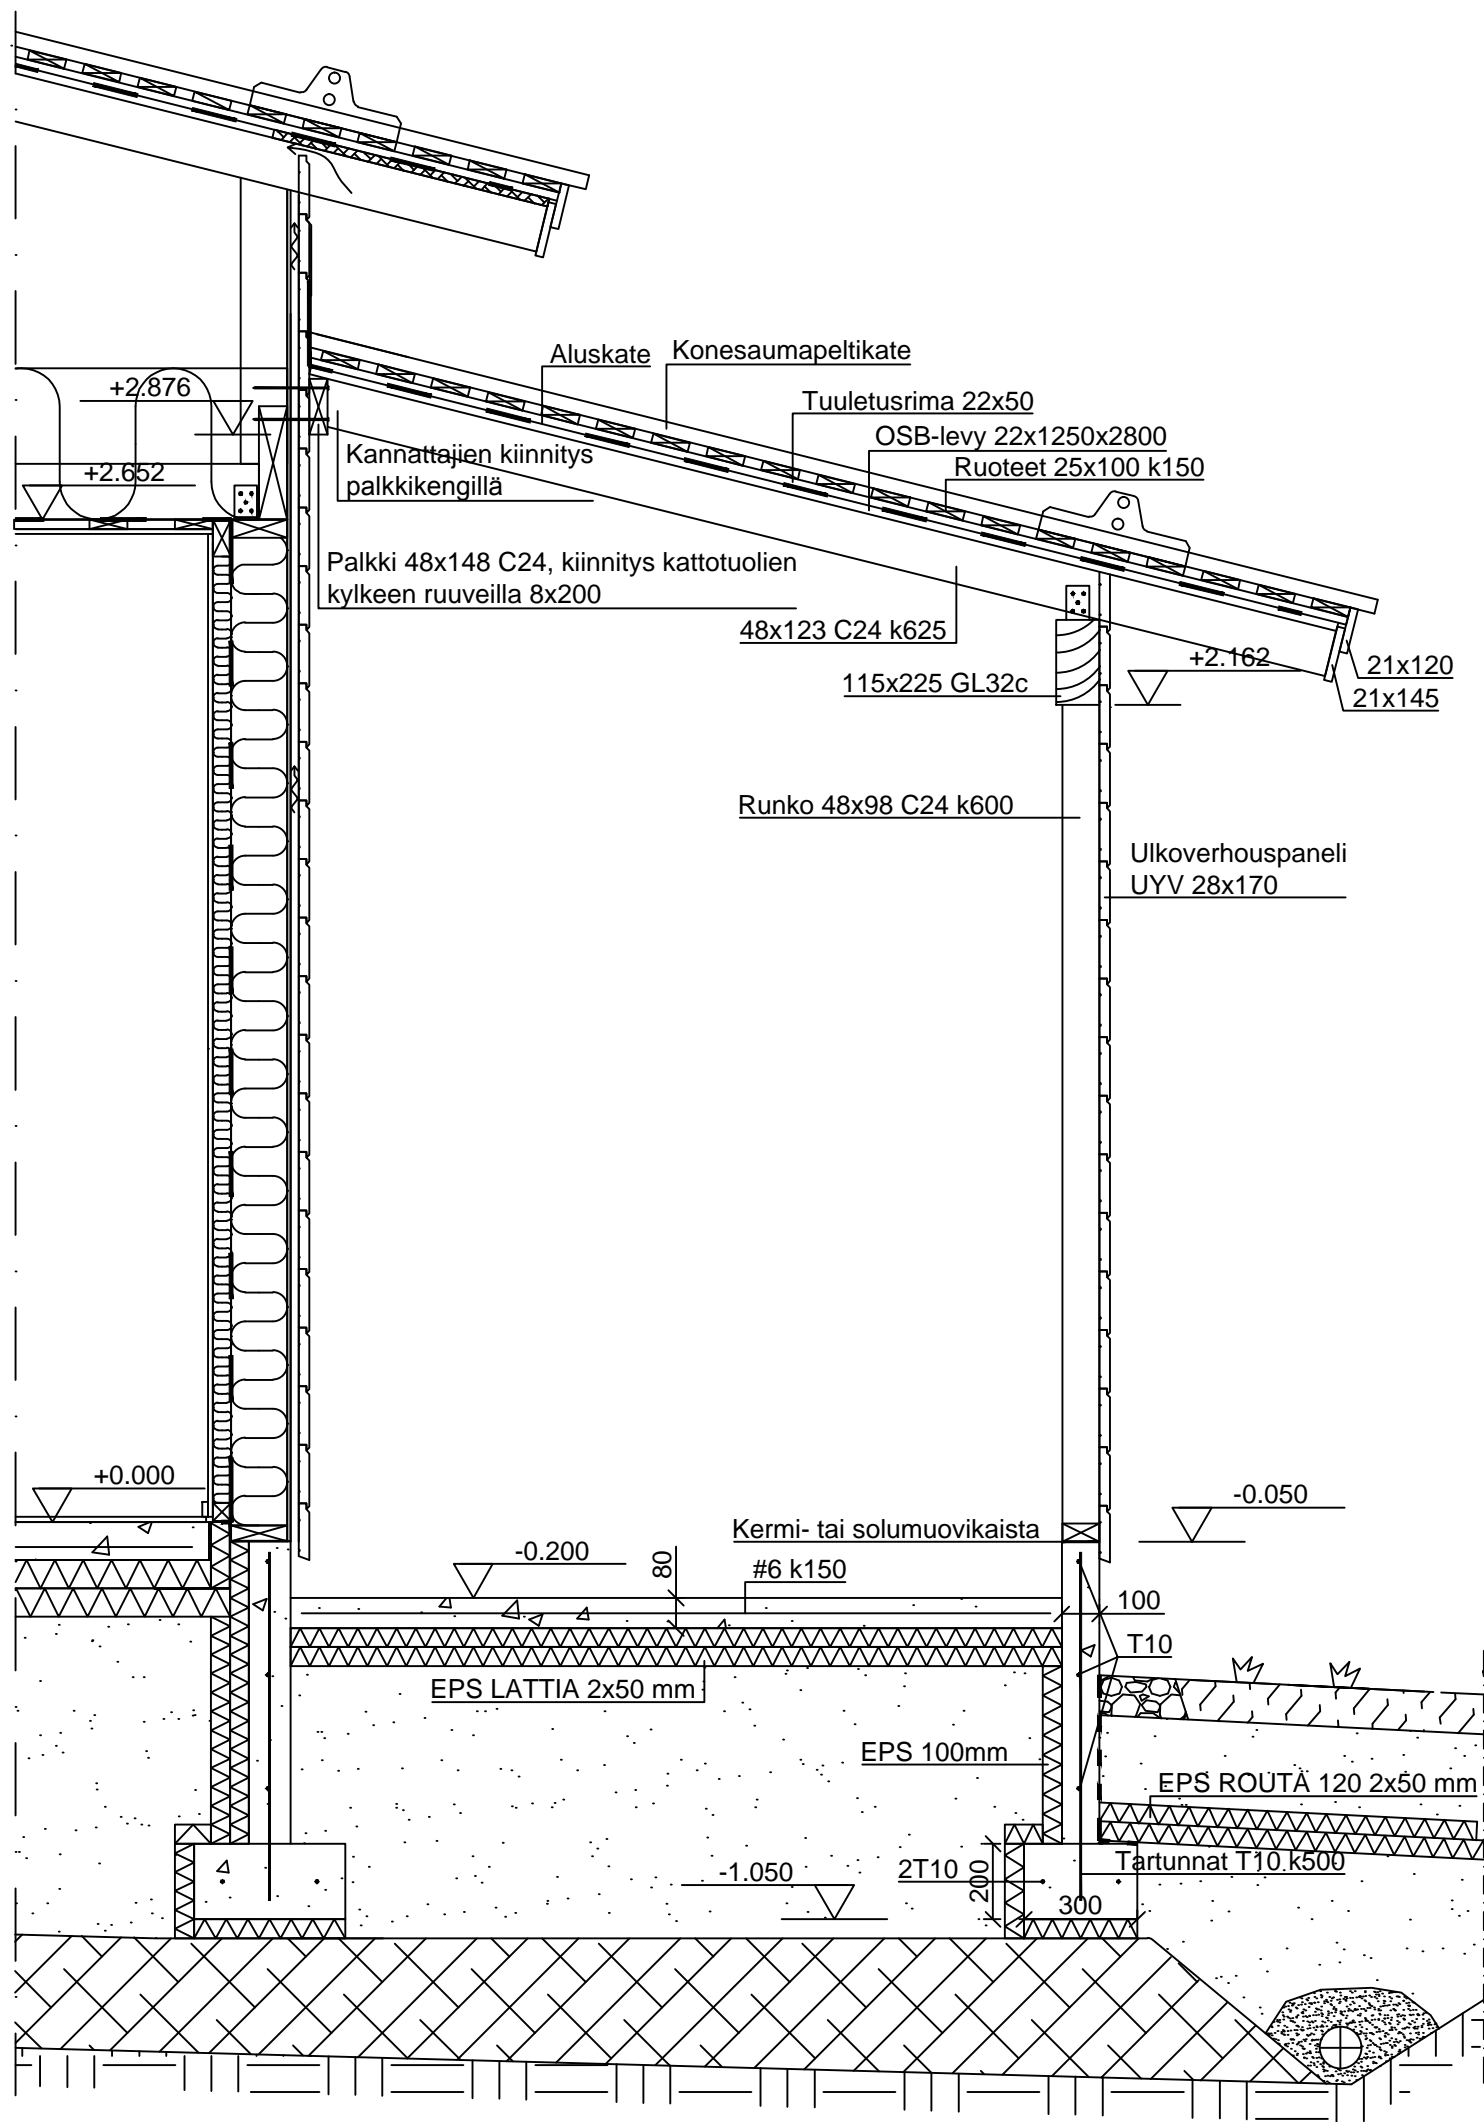 Aluskate
Konesaumapeltikate
+2.876
Tuuletusrima 22x50
OSB-levy 22x1250x2800
Kannattajien kiinnitys
palkkikengillä
Ruoteet 25x100 k150
+2.652
Palkki 48x148 C24, kiinnitys kattotuolien
kylkeen ruuveilla 8x200
48x123 C24 k625
+2.162
21x120
115x225 GL32c
21x145
Runko 48x98 C24 k600
Ulkoverhouspaneli
UYV 28x170
+0.000
-0.050
Kermi- tai solumuovikaista
-0.200
80
#6 k150
100
T10
EPS LATTIA 2x50 mm
EPS 100mm
EPS ROUTA 120 2x50 mm
-1.050
2T10
200
Tartunnat T10 k500
300